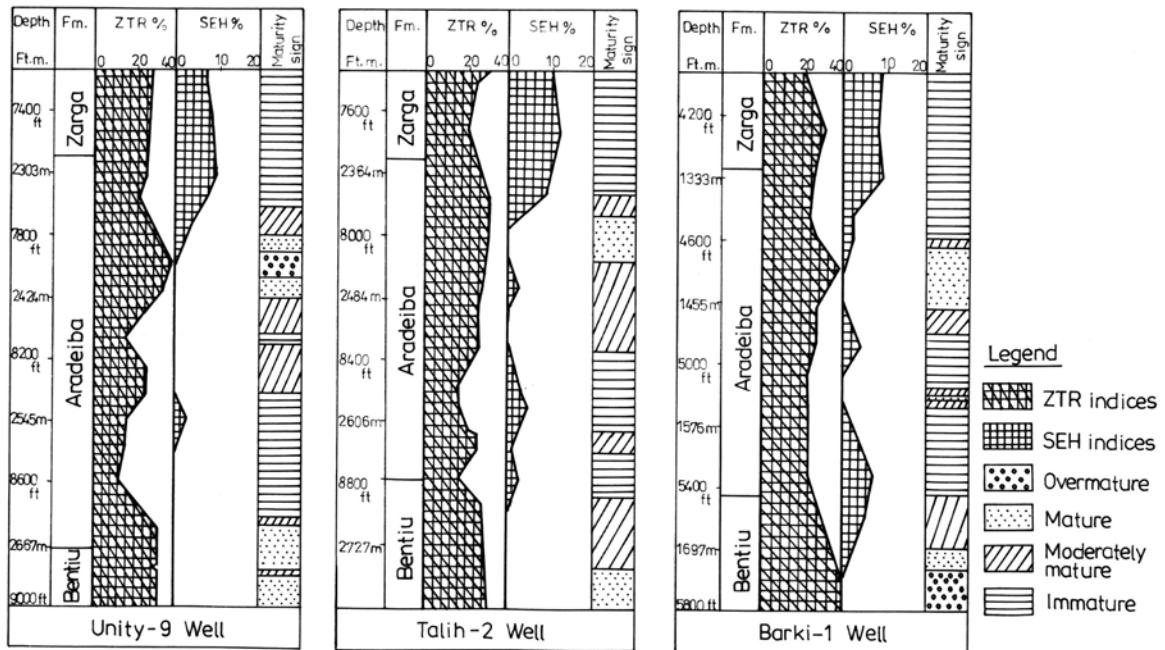 Depth Fm. ZTR % SEH % Maturity sign
Ft.m. 0 20 40 0 10 20
7400 ft
2303m
7800 ft
2424m
8200 ft
2545m
8600 ft
2667m
9000 ft
Zarga
Aradeiba
Bentiu
Unity-9 Well
Depth Fm. ZTR % SEH % Maturity sign
Ft.m. 0 20 40 0 10 20
7600 ft
2364m
8000 ft
2484m
8400 ft
2606m
8800 ft
2727m
Zarga
Aradeiba
Bentiu
Talih-2 Well
Depth Fm. ZTR % SEH % Maturity sign
Ft.m. 0 20 40 0 10 20
4200 ft
1333m
4600 ft
1455m
5000 ft
1576m
5400 ft
1697m
5800 ft
Zarga
Aradeiba
Bentiu
Barki-1 Well
Legend
ZTR indices
SEH indices
Overmature
Mature
Moderately
mature
Immature